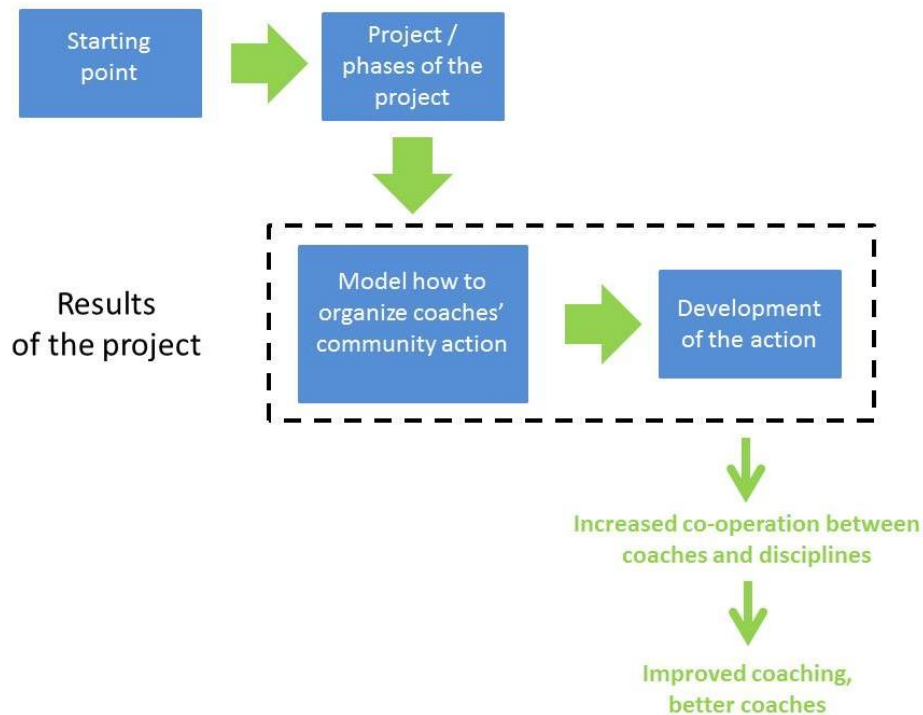 Starting
point
Project /
phases of the
project
Results
of the project
Model how to
organize coaches’
community action
Development
of the action
Increased co-operation between
coaches and disciplines
Improved coaching,
better coaches